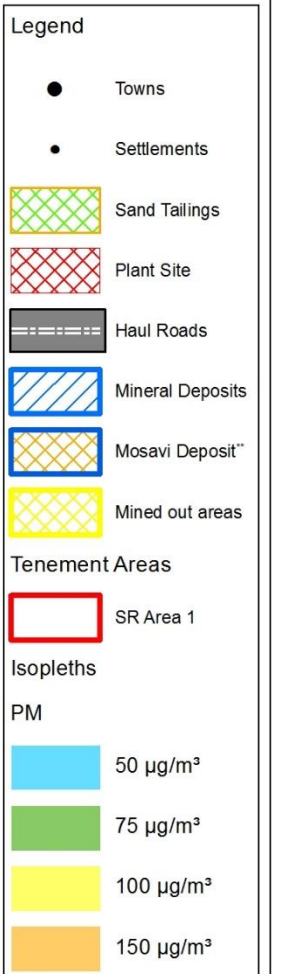 Legend
Towns
Settlements
Sand Tailings
Plant Site
Haul Roads
Mineral Deposits
Mosavi Deposit**
Mined out areas
Tenement Areas
SR Area 1
Isopleths
PM
50 µg/m³
75 µg/m³
100 µg/m³
150 µg/m³